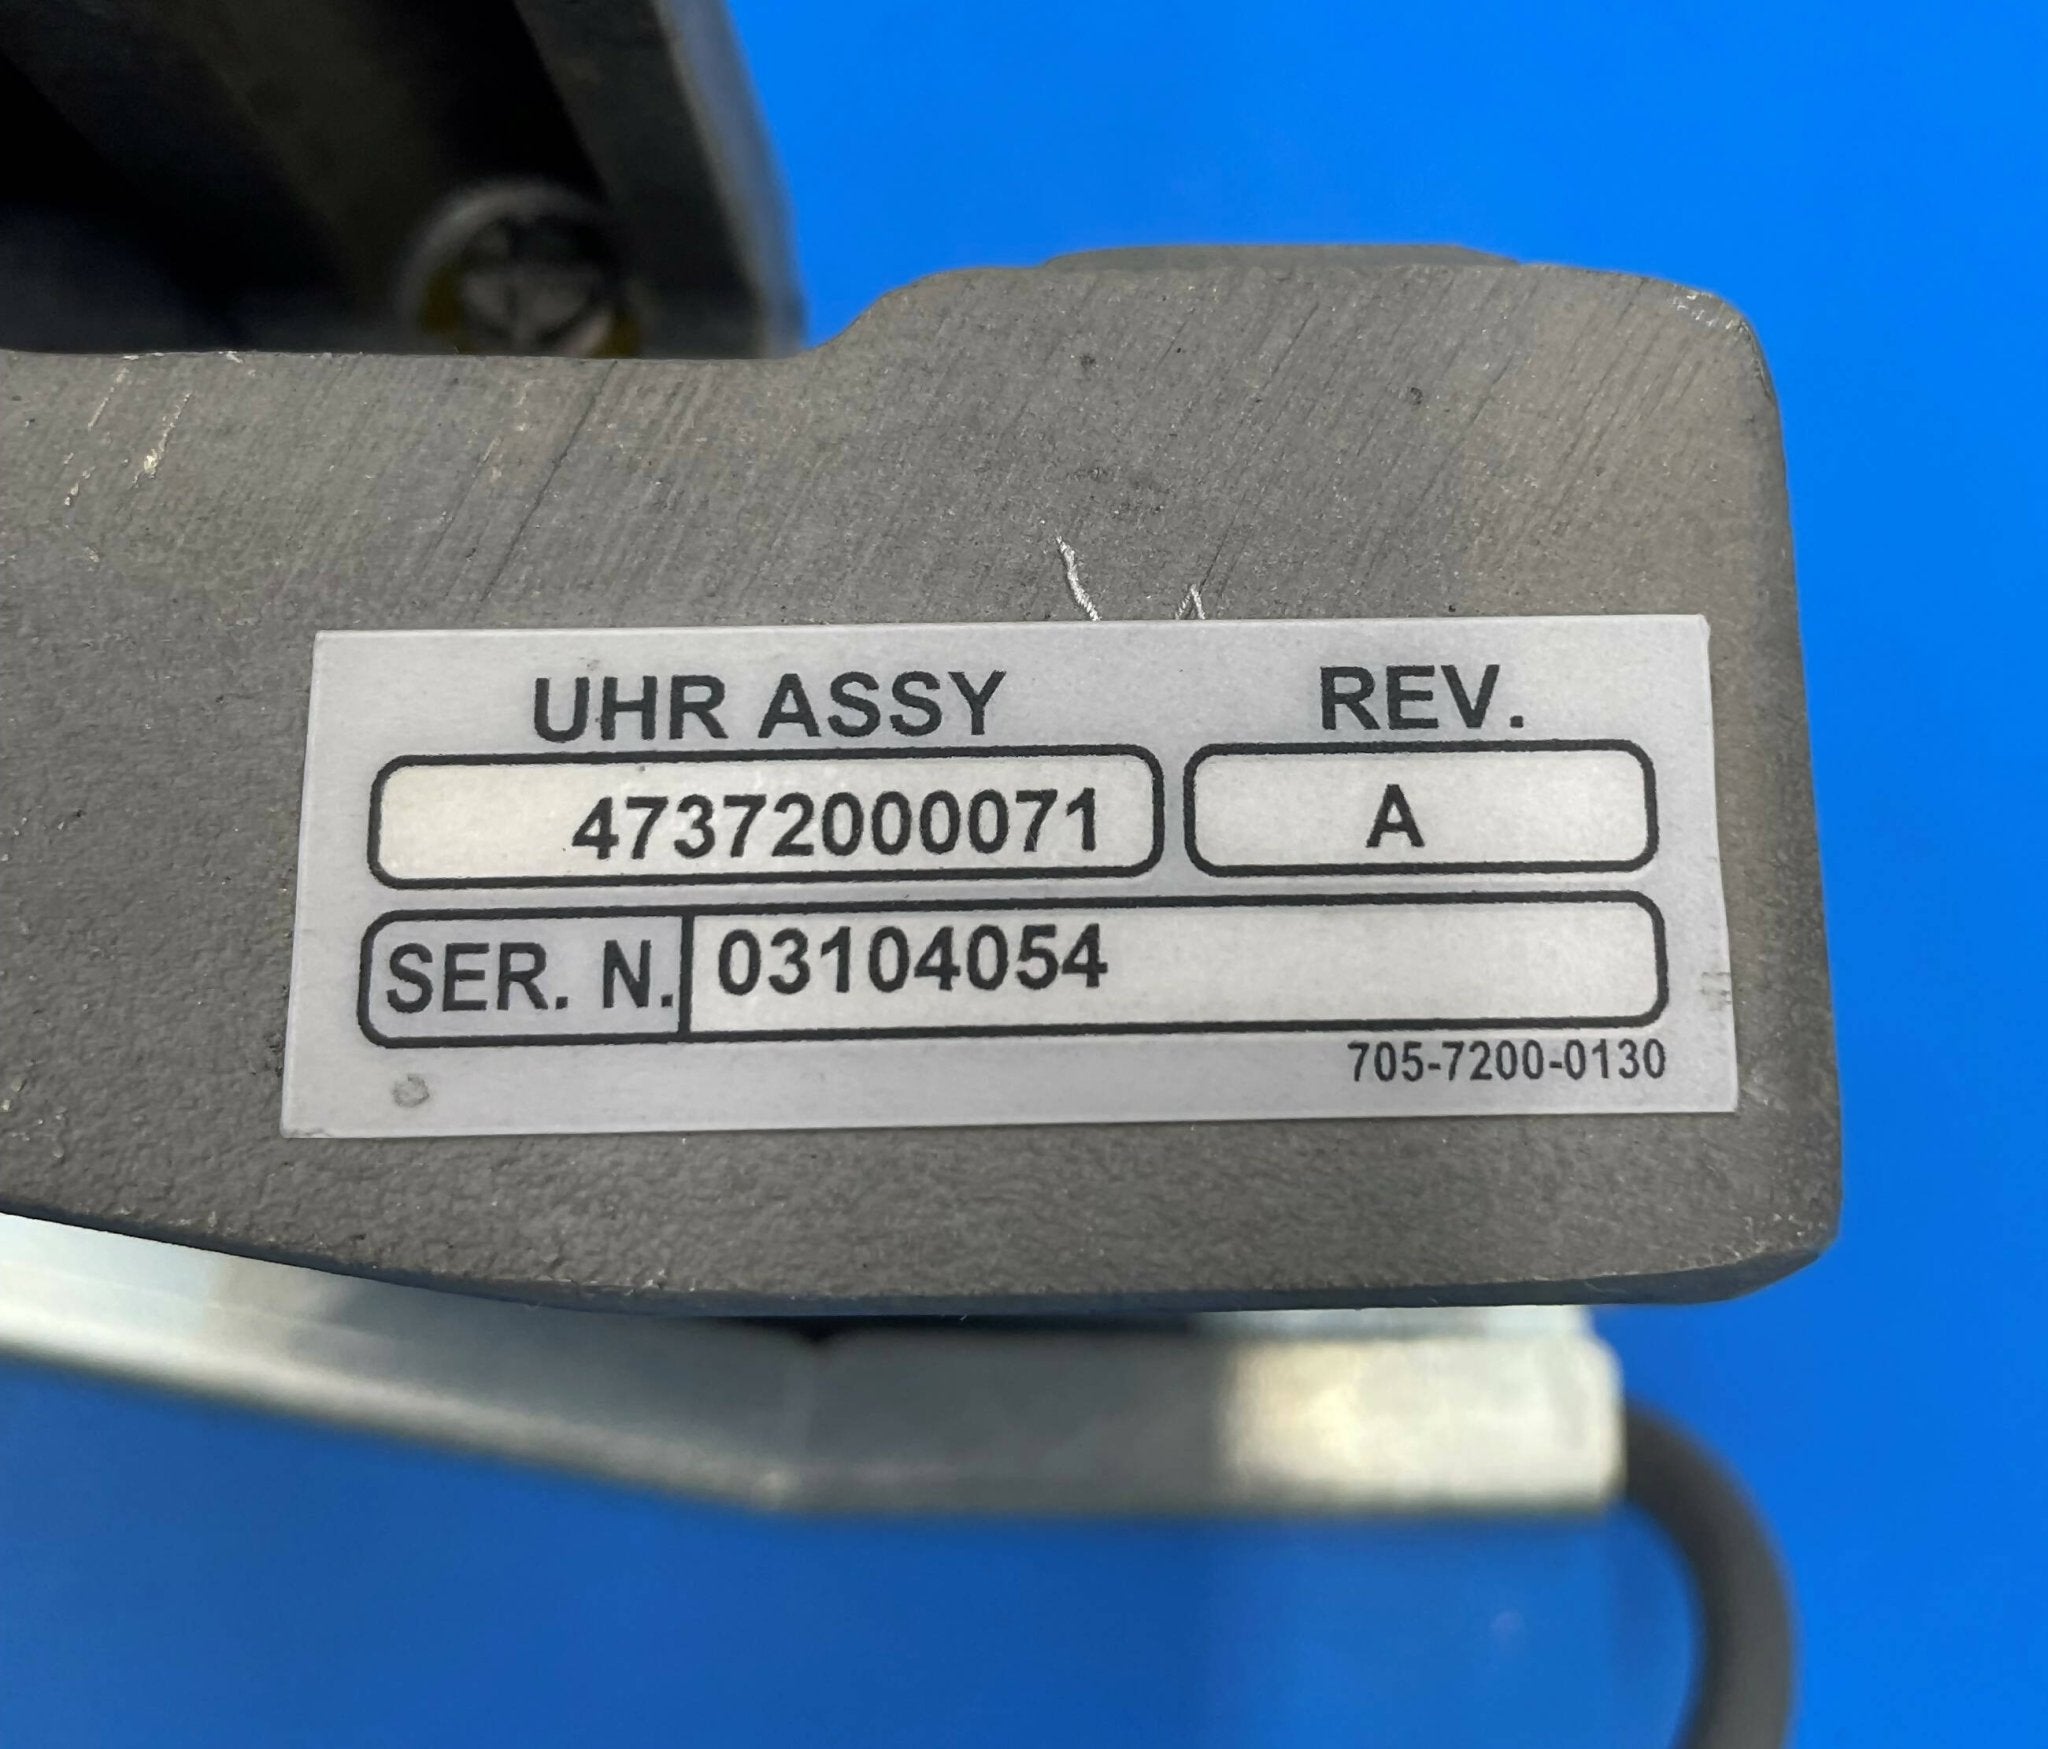 UHR ASSY REV.
47372000071 A
SER. N. 03104054
705-7200-0130